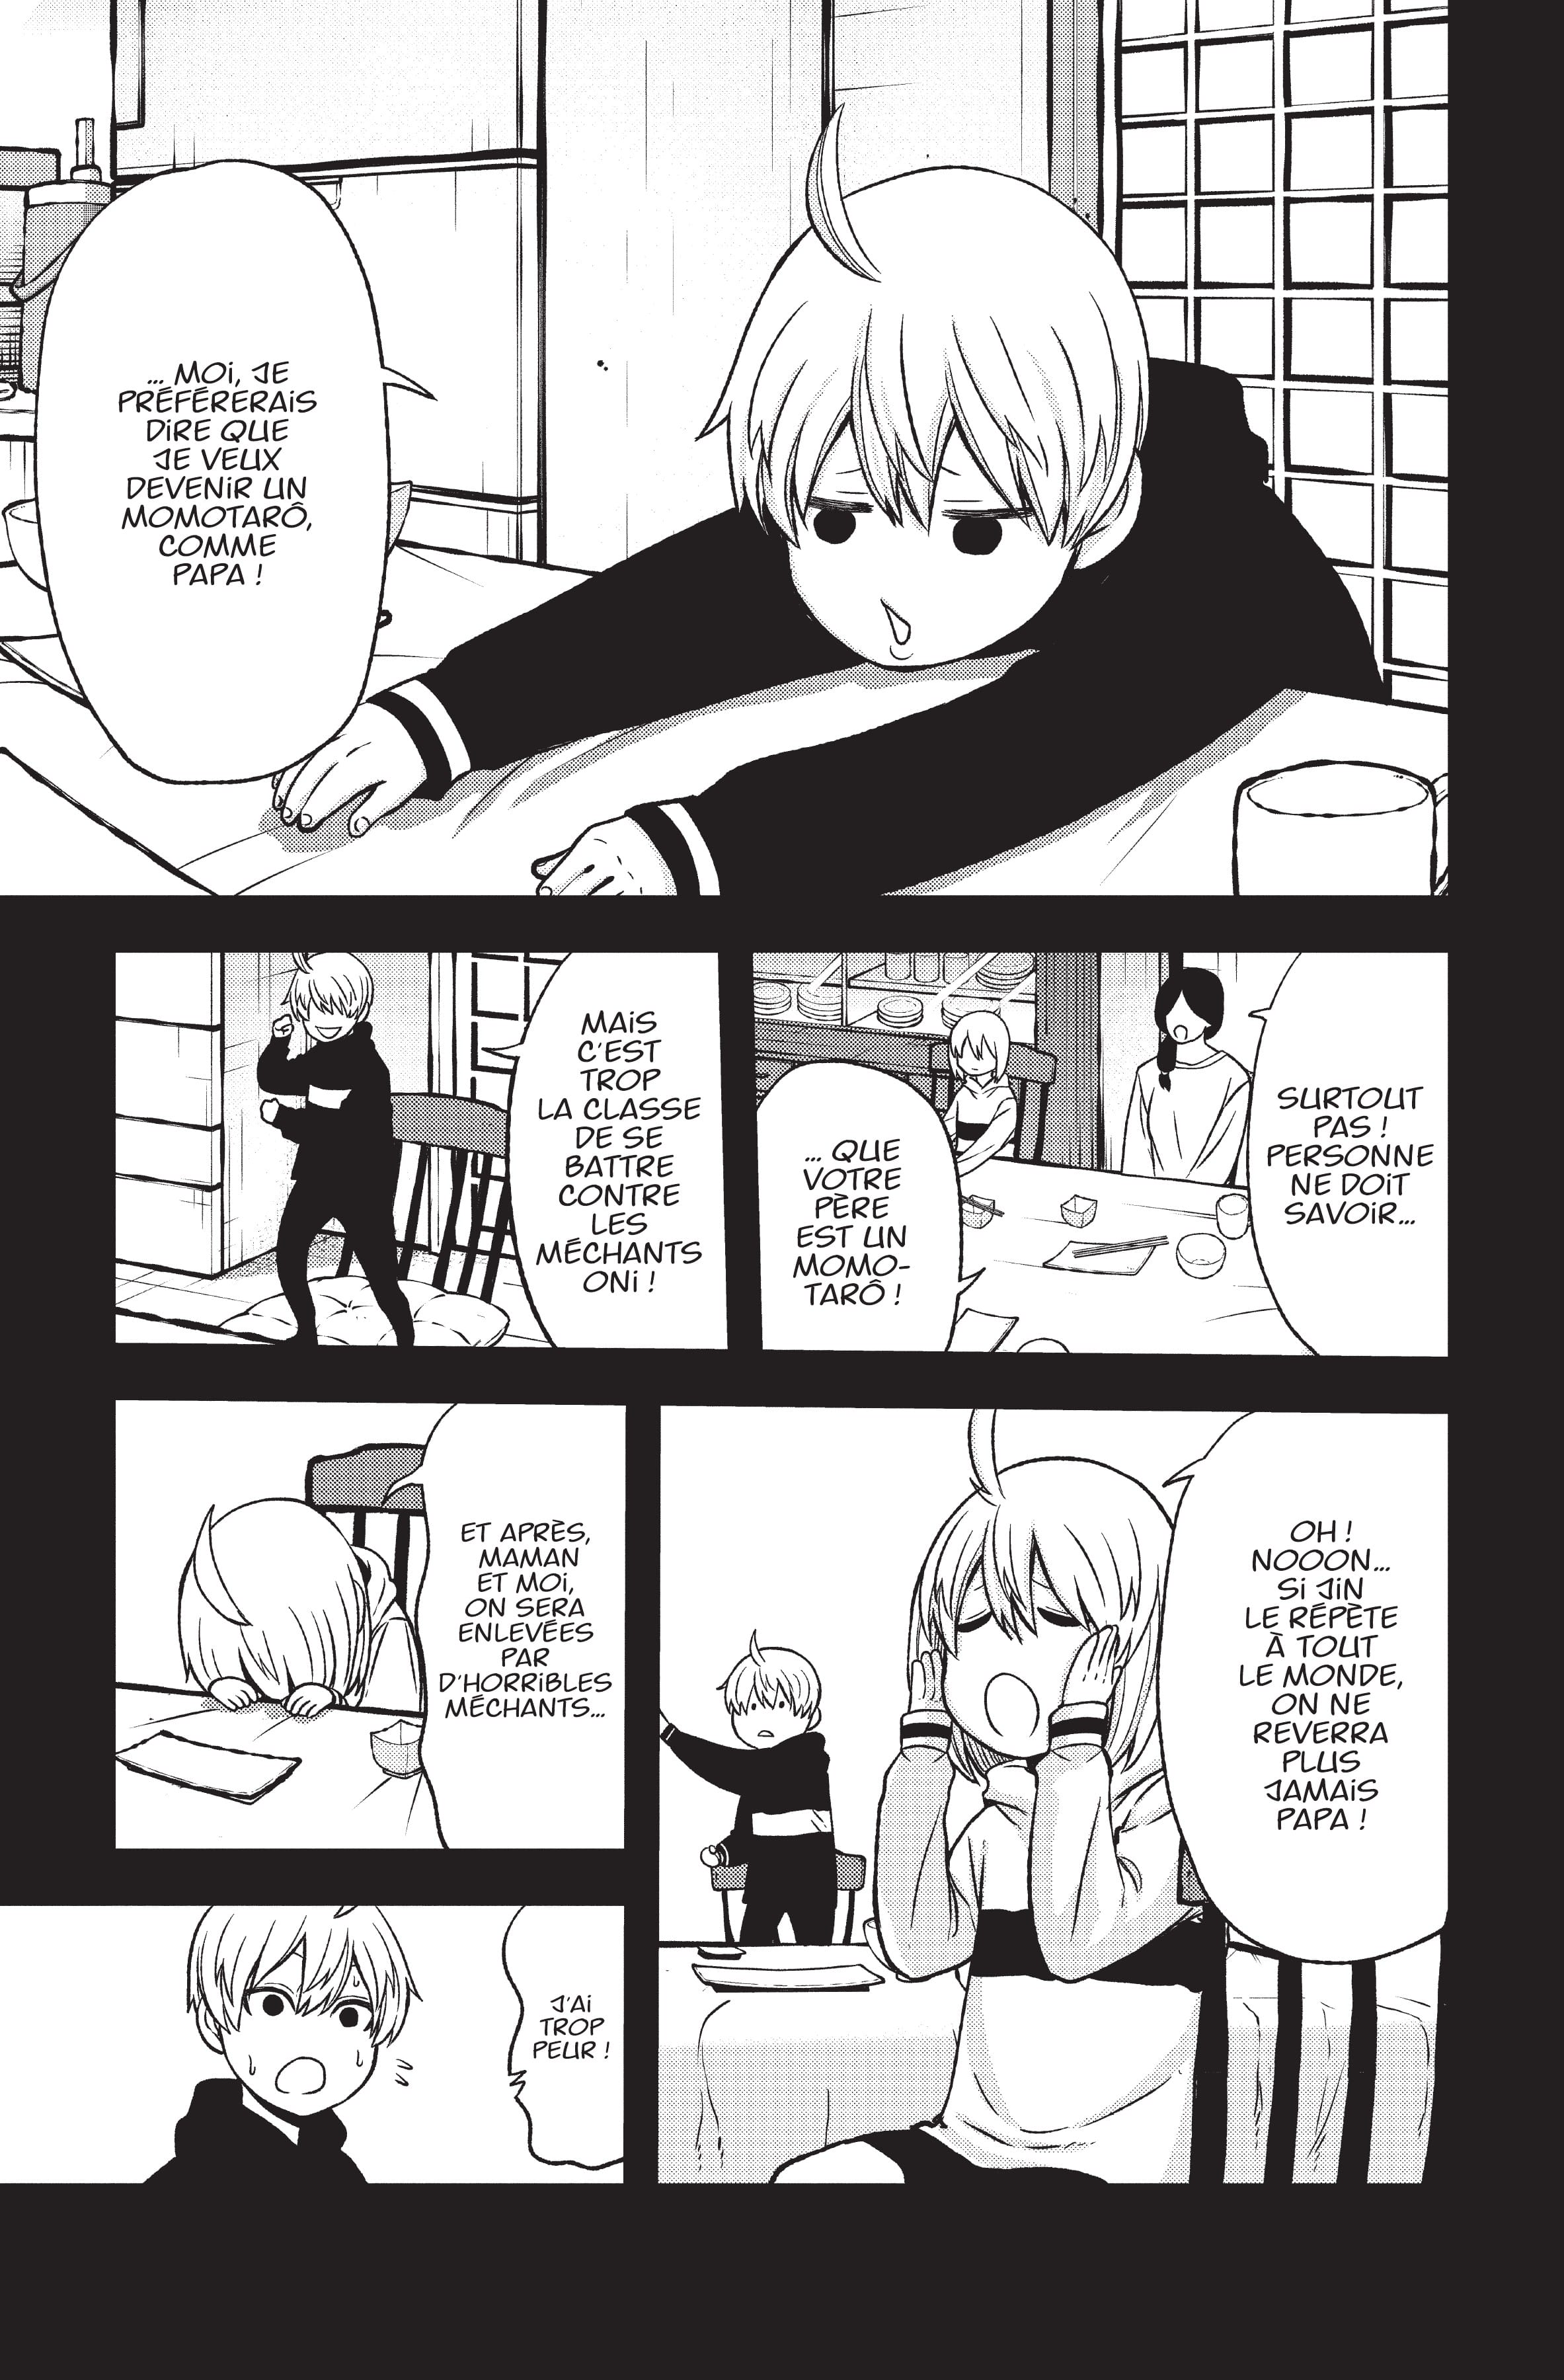 ... MOI, JE
PRÉFÉRERAIS
DIRE QUE
JE VEUX
DEVENIR UN
MOMOTARÔ,
COMME
PAPA !
SURTOUT
PAS !
PERSONNE
NE DOIT
SAVOIR...
... QUE
VOTRE
PÈRE
EST UN
MOMO-
TARÔ !
MAIS
C'EST
TROP
LA CLASSE
DE SE
BATTRE
CONTRE
LES
MÉCHANTS
ONI !
OH !
NOOON...
SI JIN
LE RÉPÈTE
À TOUT
LE MONDE,
ON NE
REVERRA
PLUS
JAMAIS
PAPA !
ET APRÈS,
MAMAN
ET MOI,
ON SERA
ENLEVÉES
PAR
D'HORRIBLES
MÉCHANTS...
J'AI
TROP
PEUR !